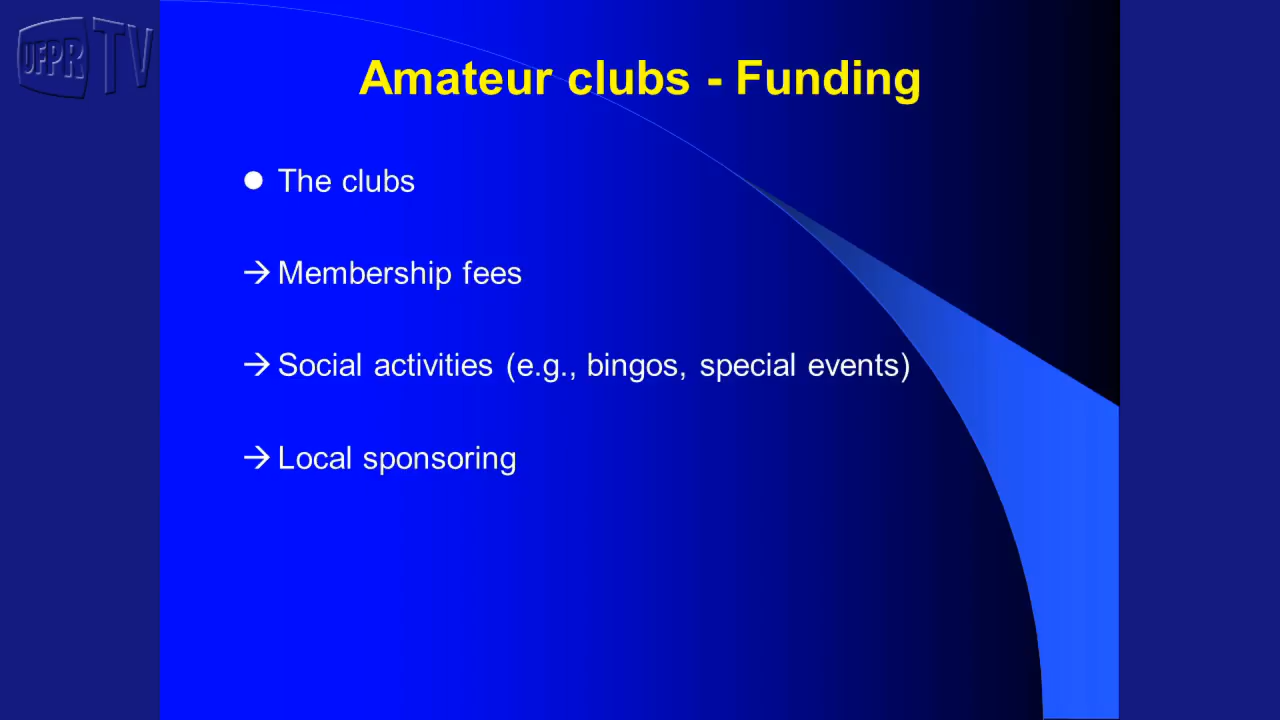 UFPR TV
Amateur clubs - Funding
● The clubs
→ Membership fees
→ Social activities (e.g., bingos, special events)
→ Local sponsoring